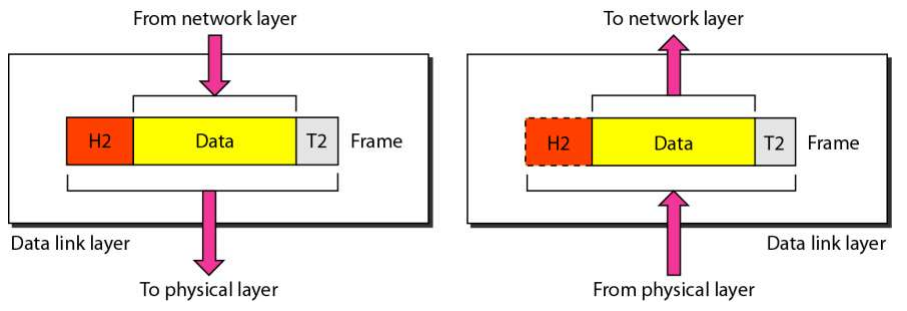 From network layer
H2
Data
T2
Frame
Data link layer
To physical layer
To network layer
H2
Data
T2
Frame
Data link layer
From physical layer